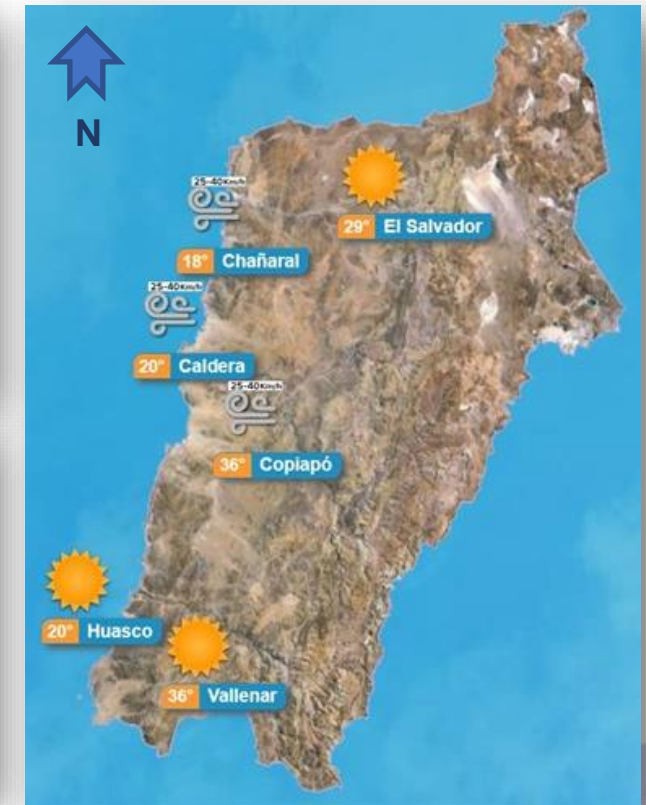 N
25-40Km/h
29° El Salvador
18° Chañaral
25-40Km/h
20° Caldera
25-40Km/h
36° Copiapó
20° Huasco
36° Vallenar